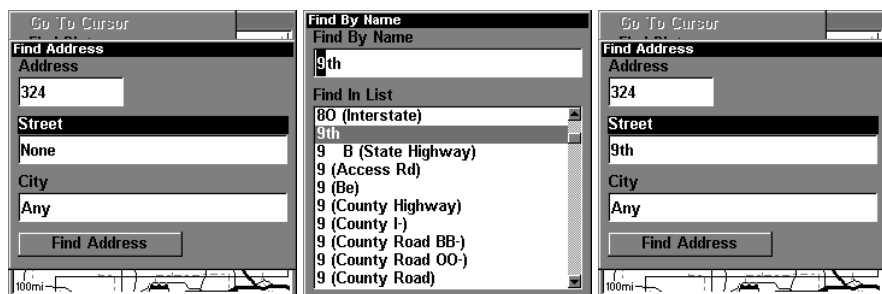 Go To Cursor
Find Address
Address
324
Street
None
City
Any
Find Address
100mi
Find By Name
Find By Name
9th
Find In List
80 (Interstate)
9th
9 B (State Highway)
9 (Access Rd)
9 (Be)
9 (County Highway)
9 (County I-)
9 (County Road BB-)
9 (County Road OO-)
9 (County Road)
Go To Cursor
Find Address
Address
324
Street
9th
City
Any
Find Address
100mi